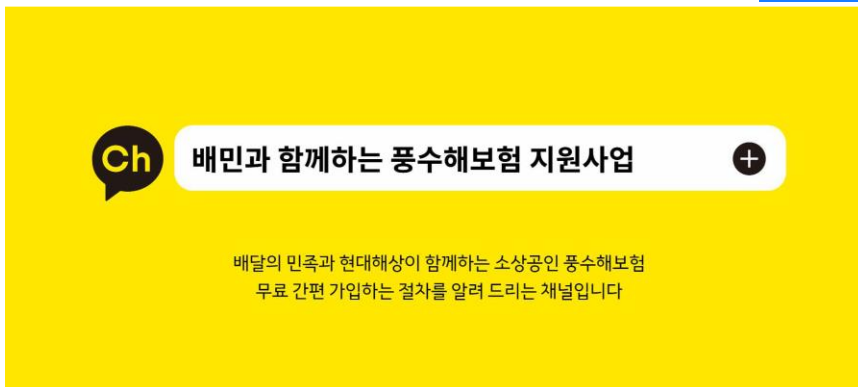 Ch 배민과 함께하는 풍수해보험 지원사업
배달의 민족과 현대해상이 함께하는 소상공인 풍수해보험
무료 간편 가입하는 절차를 알려 드리는 채널입니다